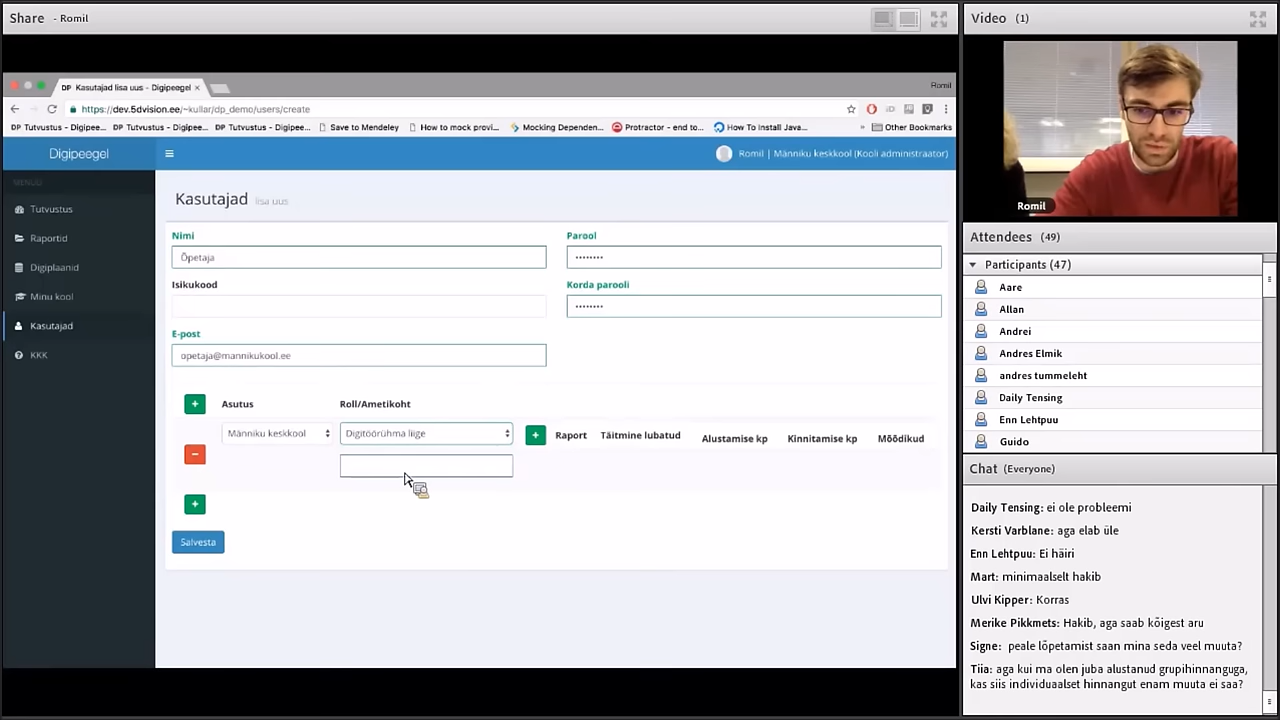 Share - Romil
DP Kasutajad lisa uus - Digipeegel ×
Romil
https://dev.5dvision.ee/~kullar/dp_demo/users/create
DP Tutvustus - Digipee... DP Tutvustus - Digipee... DP Tutvustus - Digipee... Save to Mendeley How to mock provi... Mocking Dependen... Protractor - end to... How To Install Java... » Other Bookmarks
Digipeegel
Romil | Männiku keskkool (Kooli administraator)
MENUU
Tutvustus
Raportid
Digiplaanid
Minu kool
Kasutajad
KKK
Kasutajad lisa uus
Nimi
Õpetaja
Parool
••••••••
Isikukood
Korda parooli
••••••••
E-post
opetaja@mannikukool.ee
+ Asutus Roll/Ametikoht
Männiku keskkool Digitöörühma liige + Raport Täitmine lubatud Alustamise kp Kinnitamise kp Mõõdikud
−
+
Salvesta
Video (1)
Romil
Attendees (49)
Participants (47)
Aare
Allan
Andrei
Andres Elmik
andres tummeleht
Daily Tensing
Enn Lehtpuu
Guido
Chat (Everyone)
Daily Tensing: ei ole probleemi
Kersti Varblane: aga elab üle
Enn Lehtpuu: Ei häiri
Mart: minimaalselt hakib
Ulvi Kipper: Korras
Merike Pikkmets: Hakib, aga saab kõigest aru
Signe: peale lõpetamist saan mina seda veel muuta?
Tiia: aga kui ma olen juba alustanud grupihinnanguga,
kas siis individuaalset hinnangut enam muuta ei saa?